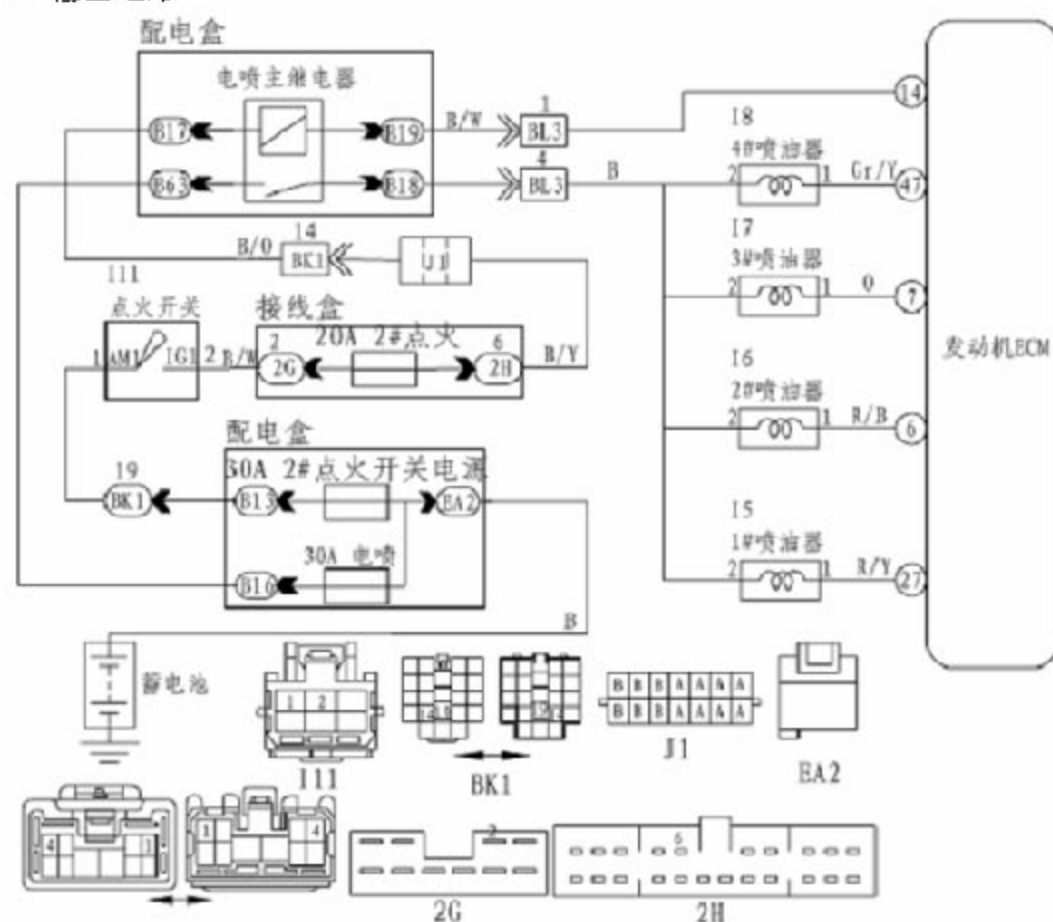 配电盒
电喷主继电器
B17
B19
B/W
1
BL3
14
B63
B18
4
BL3
B
I8
4#喷油器
2
1
Gr/Y
47
B/O
14
BK1
J1
I7
3#喷油器
2
1
O
7
I11
点火开关
1
AM1
IG1
2
B/W
接线盒
20A 2#点火
2
2G
6
2H
B/Y
发动机ECM
I6
2#喷油器
2
1
R/B
6
配电盒
30A 2#点火开关电源
19
BK1
B13
EA2
30A 电喷
B16
B
I5
1#喷油器
2
1
R/Y
27
蓄电池
1 2
I11
BK1
B B B A A A A
B B B A A A A
J1
EA2
4 1
1 4
2
2G
6
2H